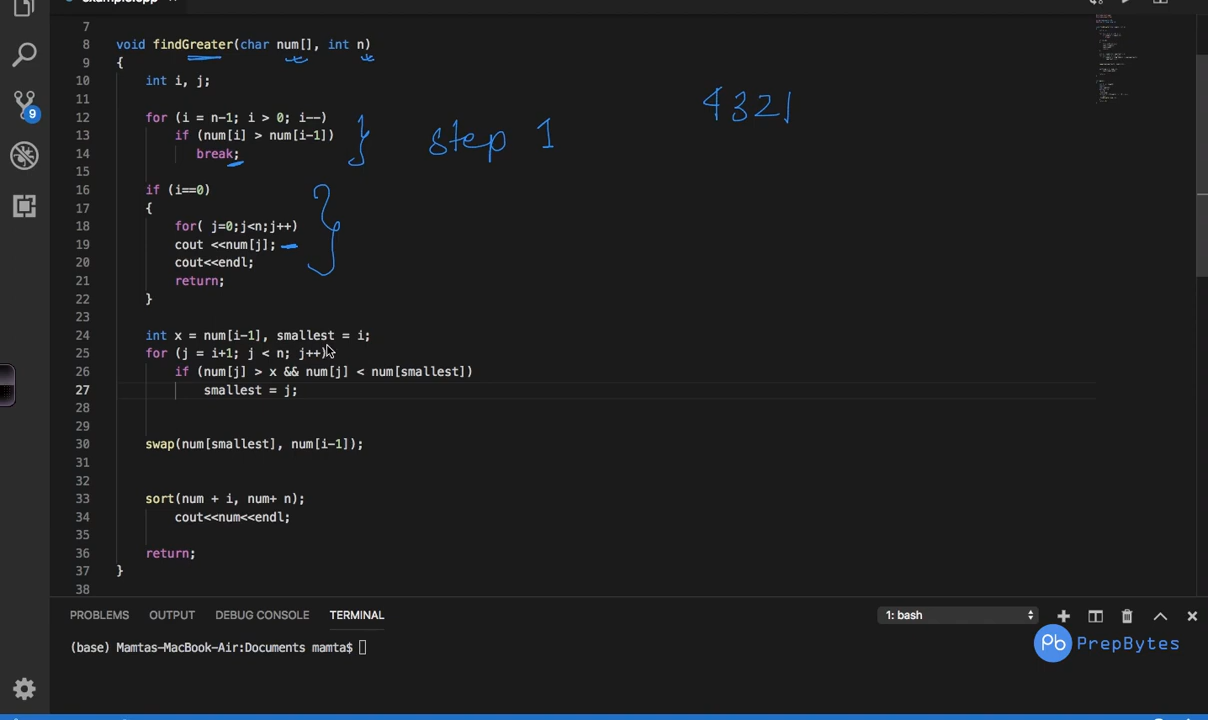 example.cpp
7
8 void findGreater(char num[], int n)
9 {
10 int i, j;
11
12 for (i = n-1; i > 0; i--)
13 if (num[i] > num[i-1])
14 break;
15
16 if (i==0)
17 {
18 for( j=0;j<n;j++)
19 cout <<num[j];
20 cout<<endl;
21 return;
22 }
23
24 int x = num[i-1], smallest = i;
25 for (j = i+1; j < n; j++)
26 if (num[j] > x && num[j] < num[smallest])
27 smallest = j;
28
29
30 swap(num[smallest], num[i-1]);
31
32
33 sort(num + i, num+ n);
34 cout<<num<<endl;
35
36 return;
37 }
38
step 1
4321
9
PROBLEMS OUTPUT DEBUG CONSOLE TERMINAL 1: bash
(base) Mamtas-MacBook-Air:Documents mamta$
Pb PrepBytes